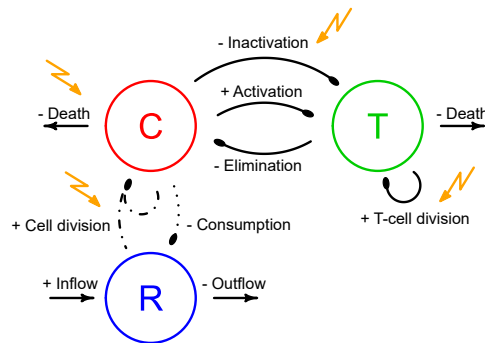 - Inactivation
+ Activation
- Death
C
T
- Death
- Elimination
+ Cell division
- Consumption
+ T-cell division
+ Inflow
R
- Outflow